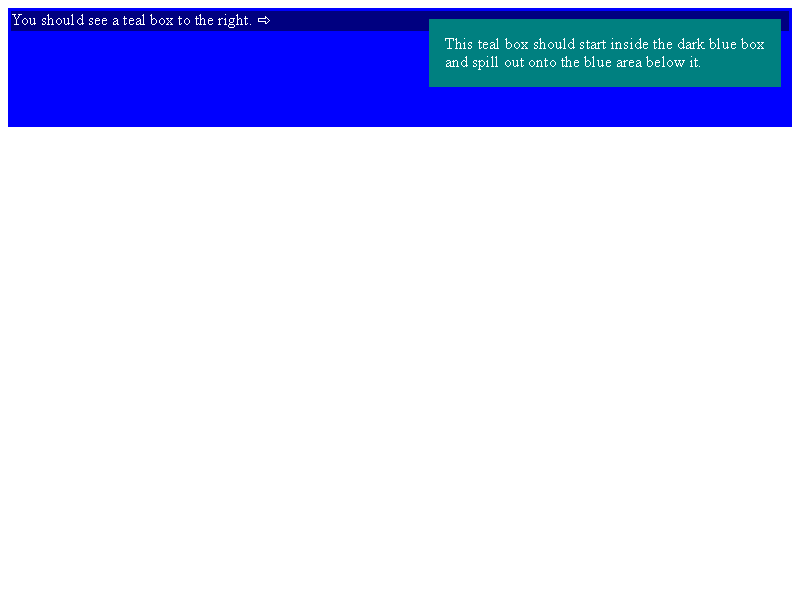 You should see a teal box to the right. ⇨
This teal box should start inside the dark blue box
and spill out onto the blue area below it.